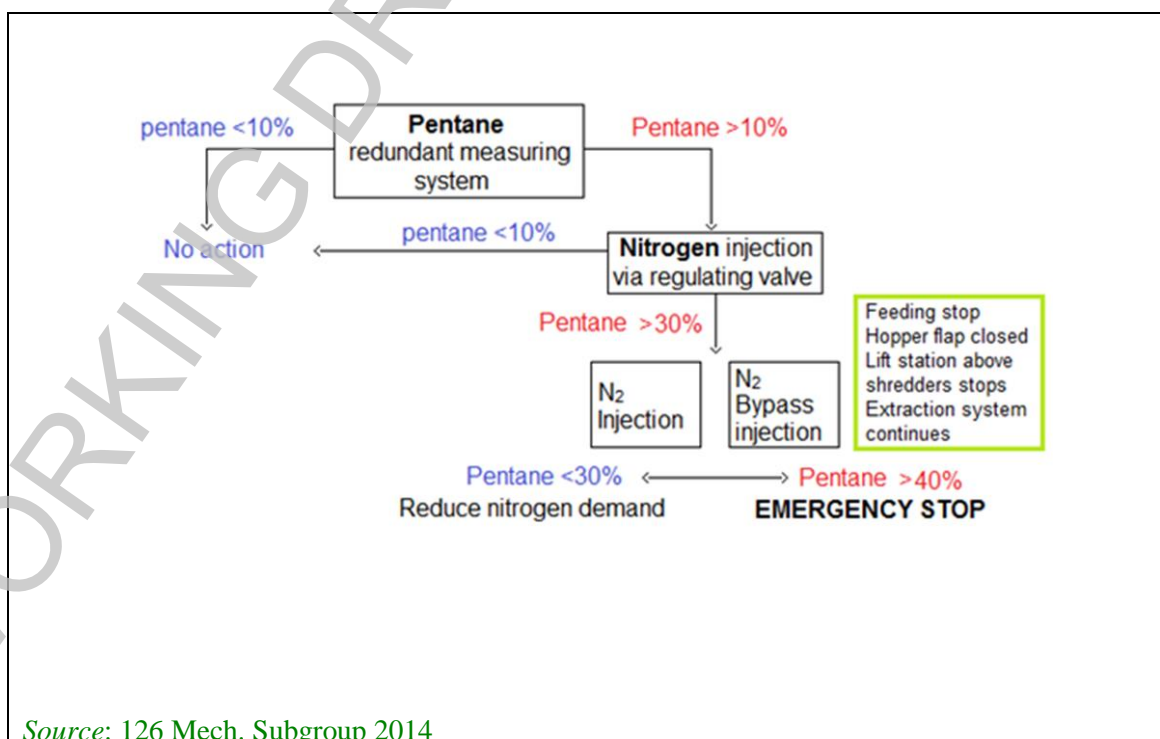 pentane <10%
Pentane
redundant measuring
system
Pentane >10%
No action
pentane <10%
Nitrogen injection
via regulating valve
Pentane >30%
N2
Injection
N2
Bypass
injection
Feeding stop
Hopper flap closed
Lift station above
shredders stops
Extraction system
continues
Pentane <30%
Pentane >40%
Reduce nitrogen demand
EMERGENCY STOP
Source: 126 Mech. Subgroup 2014